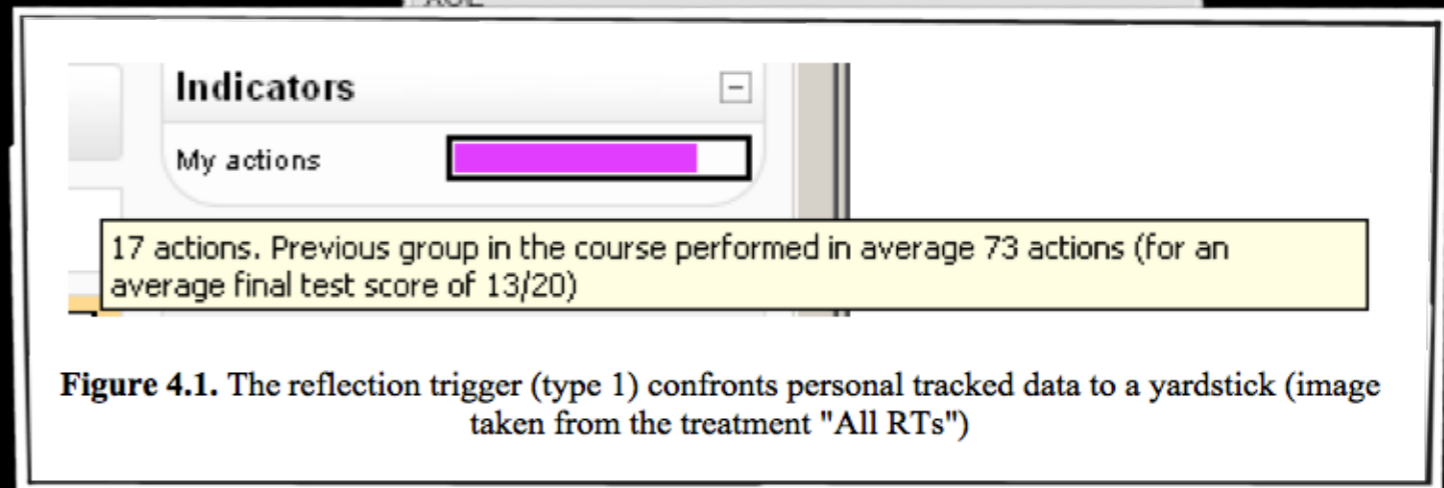 Indicators
My actions
17 actions. Previous group in the course performed in average 73 actions (for an
average final test score of 13/20)
Figure 4.1. The reflection trigger (type 1) confronts personal tracked data to a yardstick (image
taken from the treatment "All RTs")